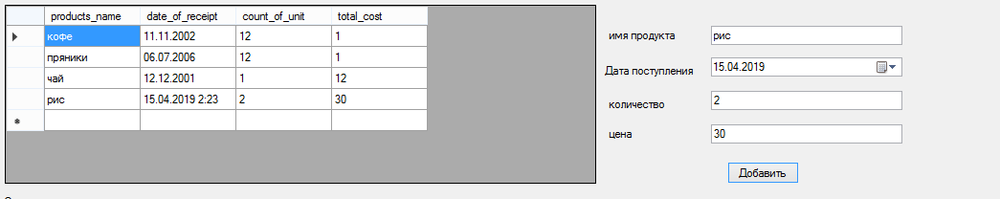 products_name date_of_receipt count_of_unit total_cost
кофе 11.11.2002 12 1
пряники 06.07.2006 12 1
чай 12.12.2001 1 12
рис 15.04.2019 2:23 2 30
имя продукта рис
Дата поступления 15.04.2019
количество 2
цена 30
Добавить